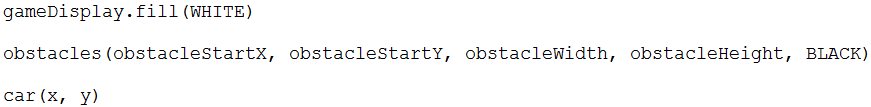 gameDisplay.fill(WHITE)
obstacles(obstacleStartX, obstacleStartY, obstacleWidth, obstacleHeight, BLACK)
car(x, y)